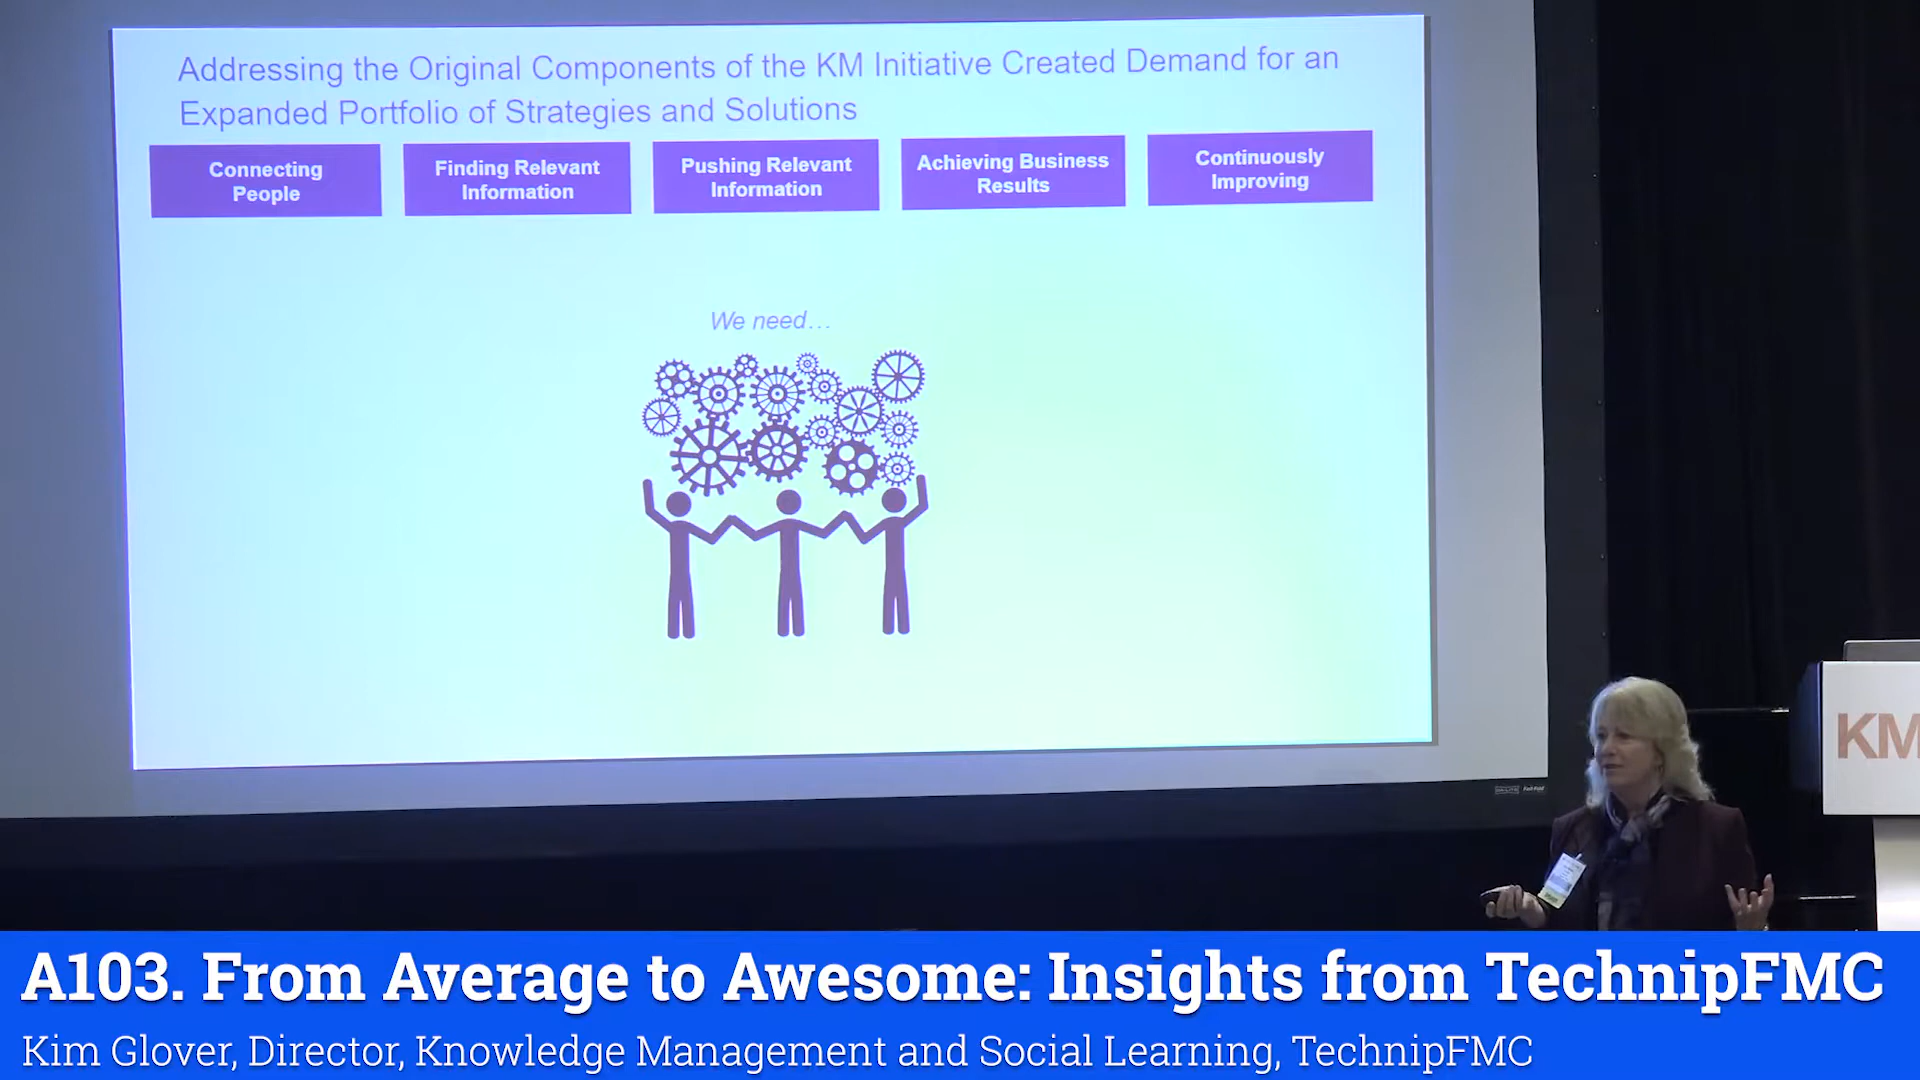 Addressing the Original Components of the KM Initiative Created Demand for an
Expanded Portfolio of Strategies and Solutions
Connecting
People
Finding Relevant
Information
Pushing Relevant
Information
Achieving Business
Results
Continuously
Improving
We need...
KM
A103. From Average to Awesome: Insights from TechnipFMC
Kim Glover, Director, Knowledge Management and Social Learning, TechnipFMC